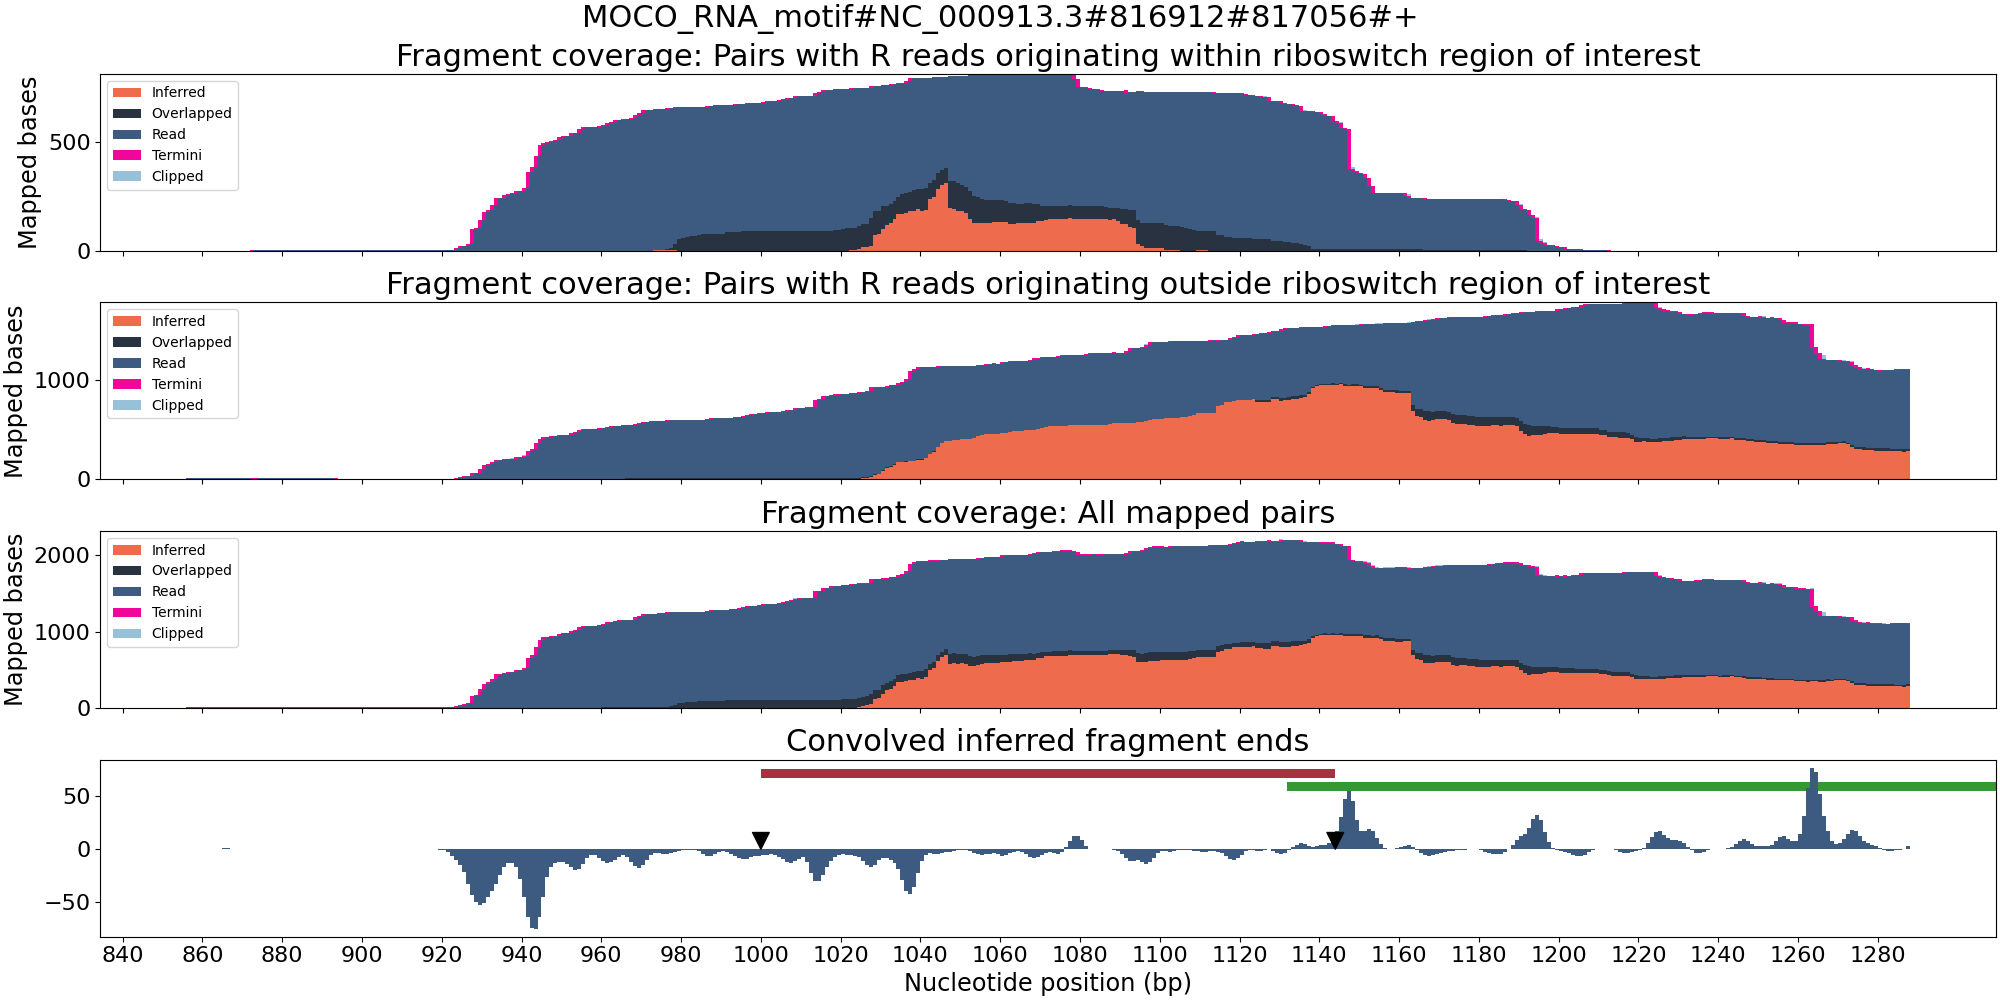 MOCO_RNA_motif#NC_000913.3#816912#817056#+
Fragment coverage: Pairs with R reads originating within riboswitch region of interest
Mapped bases
500
0
Inferred
Overlapped
Read
Termini
Clipped
Fragment coverage: Pairs with R reads originating outside riboswitch region of interest
Mapped bases
1000
0
Inferred
Overlapped
Read
Termini
Clipped
Fragment coverage: All mapped pairs
Mapped bases
2000
1000
0
Inferred
Overlapped
Read
Termini
Clipped
Convolved inferred fragment ends
50
0
−50
840 860 880 900 920 940 960 980 1000 1020 1040 1060 1080 1100 1120 1140 1160 1180 1200 1220 1240 1260 1280
Nucleotide position (bp)